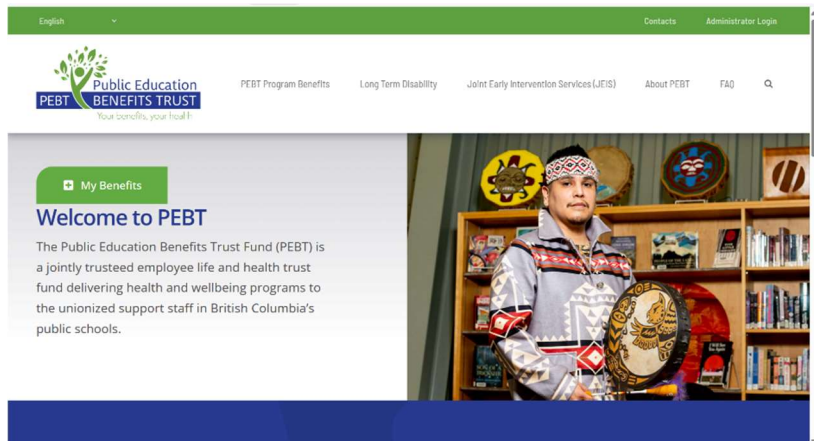 English
Contacts
Administrator Login
Public Education
PEBT BENEFITS TRUST
Your benefits, your health
PEBT Program Benefits
Long Term Disability
Joint Early Intervention Services (JEIS)
About PEBT
FAQ
My Benefits
Welcome to PEBT
The Public Education Benefits Trust Fund (PEBT) is
a jointly trusteed employee life and health trust
fund delivering health and wellbeing programs to
the unionized support staff in British Columbia's
public schools.